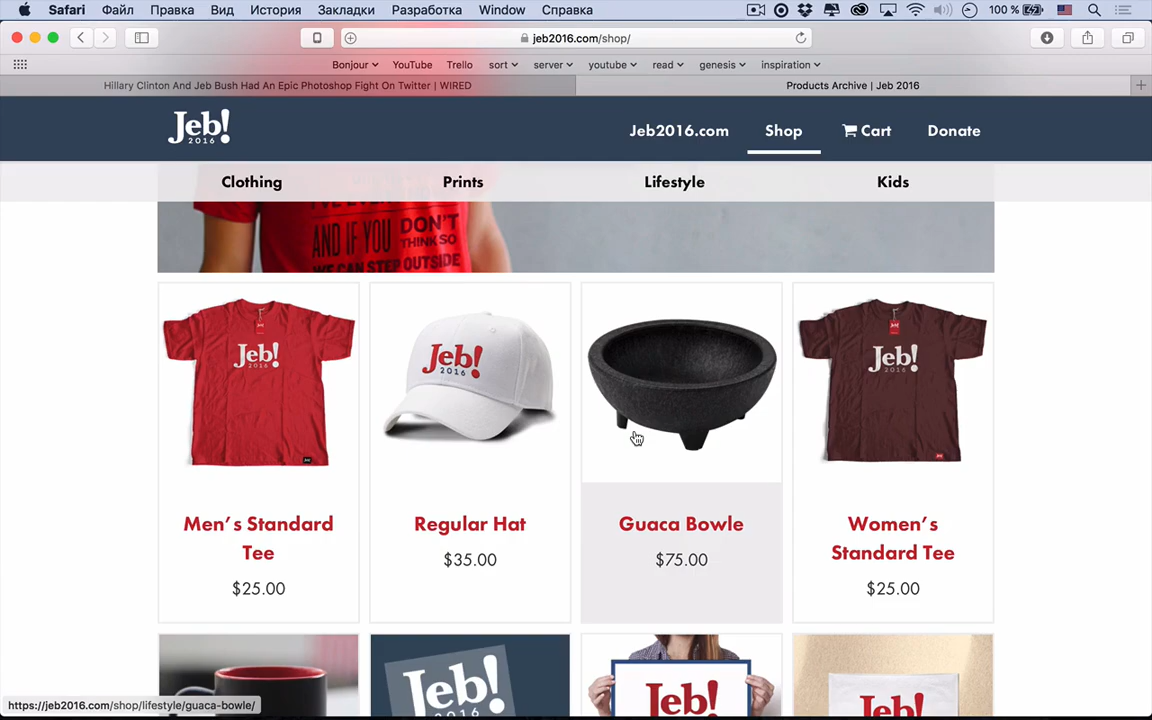 Safari Файл Правка Вид История Закладки Разработка Window Справка 100 %
jeb2016.com/shop/
Bonjour YouTube Trello sort server youtube read genesis inspiration
Hillary Clinton And Jeb Bush Had An Epic Photoshop Fight On Twitter | WIRED
Products Archive | Jeb 2016
Jeb!
2016
Jeb2016.com Shop Cart Donate
Clothing Prints Lifestyle Kids
AND IF YOU DON'T
THINK SO
WE CAN STEP OUTSIDE
Jeb!
2016
Jeb!
2016
Jeb!
2016
Men's Standard
Tee
$25.00
Regular Hat
$35.00
Guaca Bowle
$75.00
Women's
Standard Tee
$25.00
Jeb!
Jeb!
Jeb!
https://jeb2016.com/shop/lifestyle/guaca-bowle/